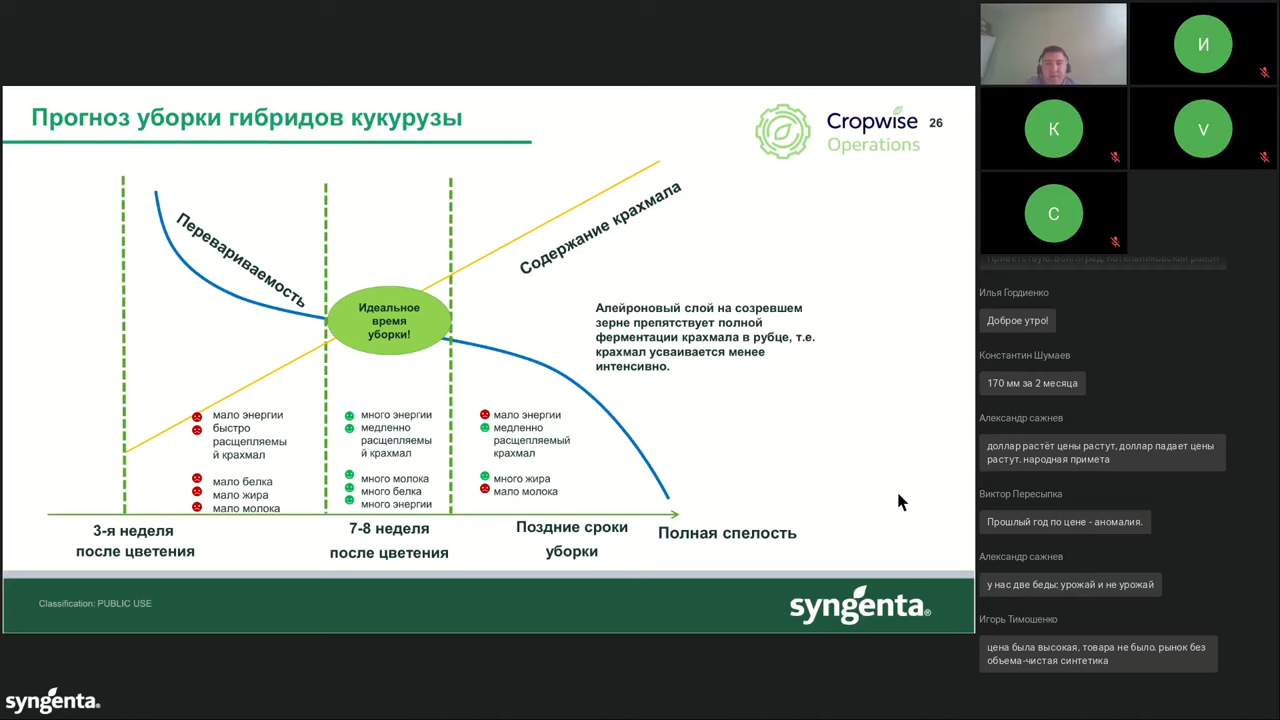 Прогноз уборки гибридов кукурузы
Cropwise
Operations
26
Перевариваемость
Содержание крахмала
Идеальное
время
уборки!
Алейроновый слой на созревшем
зерне препятствует полной
ферментации крахмала в рубце, т.е.
крахмал усваивается менее
интенсивно.
мало энергии
быстро
расщепляемы
й крахмал
мало белка
мало жира
мало молока
много энергии
медленно
расщепляемы
й крахмал
много молока
много белка
много энергии
мало энергии
медленно
расщепляемый
крахмал
много жира
мало молока
3-я неделя
после цветения
7-8 неделя
после цветения
Поздние сроки
уборки
Полная спелость
Classification: PUBLIC USE
syngenta®
syngenta.
И
К
V
С
Илья Гордиенко
Доброе утро!
Константин Шумаев
170 мм за 2 месяца
Александр сажнев
доллар растёт цены растут, доллар падает цены
растут. народная примета
Виктор Пересыпка
Прошлый год по цене - аномалия.
Александр сажнев
у нас две беды: урожай и не урожай
Игорь Тимошенко
цена была высокая, товара не было. рынок без
объема-чистая синтетика